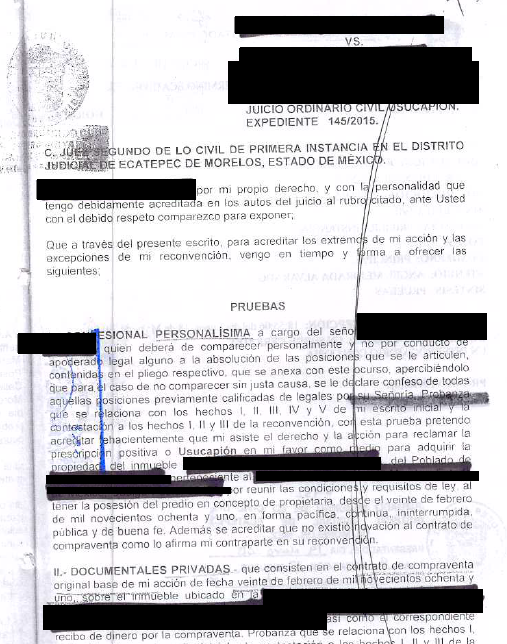 VS.
JUICIO ORDINARIO CIVIL USUCAPION.
EXPEDIENTE 145/2015.
C. JUEZ SEGUNDO DE LO CIVIL DE PRIMERA INSTANCIA EN EL DISTRITO
JUDICIAL DE ECATEPEC DE MORELOS, ESTADO DE MÉXICO.
por mi propio derecho, y con la personalidad que
tengo debidamente acreditada en los autos del juicio al rubro citado, ante Usted
con el debido respeto comparezco para exponer;
Que a través del presente escrito, para acreditar los extremos de mi acción y las
excepciones de mi reconvención, vengo en tiempo y forma a ofrecer las
siguientes;
PRUEBAS
CONFESIONAL PERSONALÍSIMA a cargo del señor
quien deberá de comparecer personalmente y no por conducto de
apoderado legal alguno a la absolución de las posiciones que se le articulen,
contenidas en el pliego respectivo, que se anexa con este ocurso, apercibiéndolo
que para el caso de no comparecer sin justa causa, se le declare confeso de todas
aquellas posiciones previamente calificadas de legales por su Señoría. Probanza
que se relaciona con los hechos I, II, III, IV y V de mi escrito inicial y la
contestación a los hechos I, II y III de la reconvención, con esta prueba pretendo
acreditar fehacientemente que me asiste el derecho y la acción para reclamar la
prescripción positiva o Usucapión en mi favor como medio para adquirir la
propiedad del inmueble del Poblado de
perteneciente al
por reunir las condiciones y requisitos de ley, al
tener la posesión del predio en concepto de propietaria, desde el veinte de febrero
de mil novecientos ochenta y uno, en forma pacífica, continua, ininterrumpida,
pública y de buena fe. Además de acreditar que no existió novación al contrato de
compraventa como lo afirma mi contraparte en su reconvención.
II.- DOCUMENTALES PRIVADAS.- que consisten en el contrato de compraventa
original base de mi acción de fecha veinte de febrero de mil novecientos ochenta y
uno, sobre el inmueble ubicado en la
así como el correspondiente
recibo de dinero por la compraventa. Probanza que se relaciona con los hechos I,